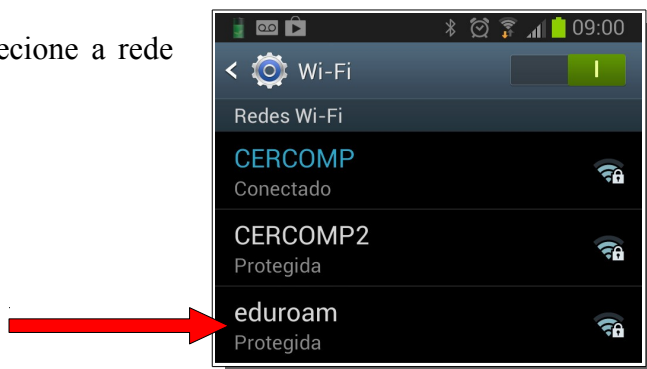 ecione a rede
09:00
Wi-Fi
Redes Wi-Fi
CERCOMP
Conectado
CERCOMP2
Protegida
eduroam
Protegida